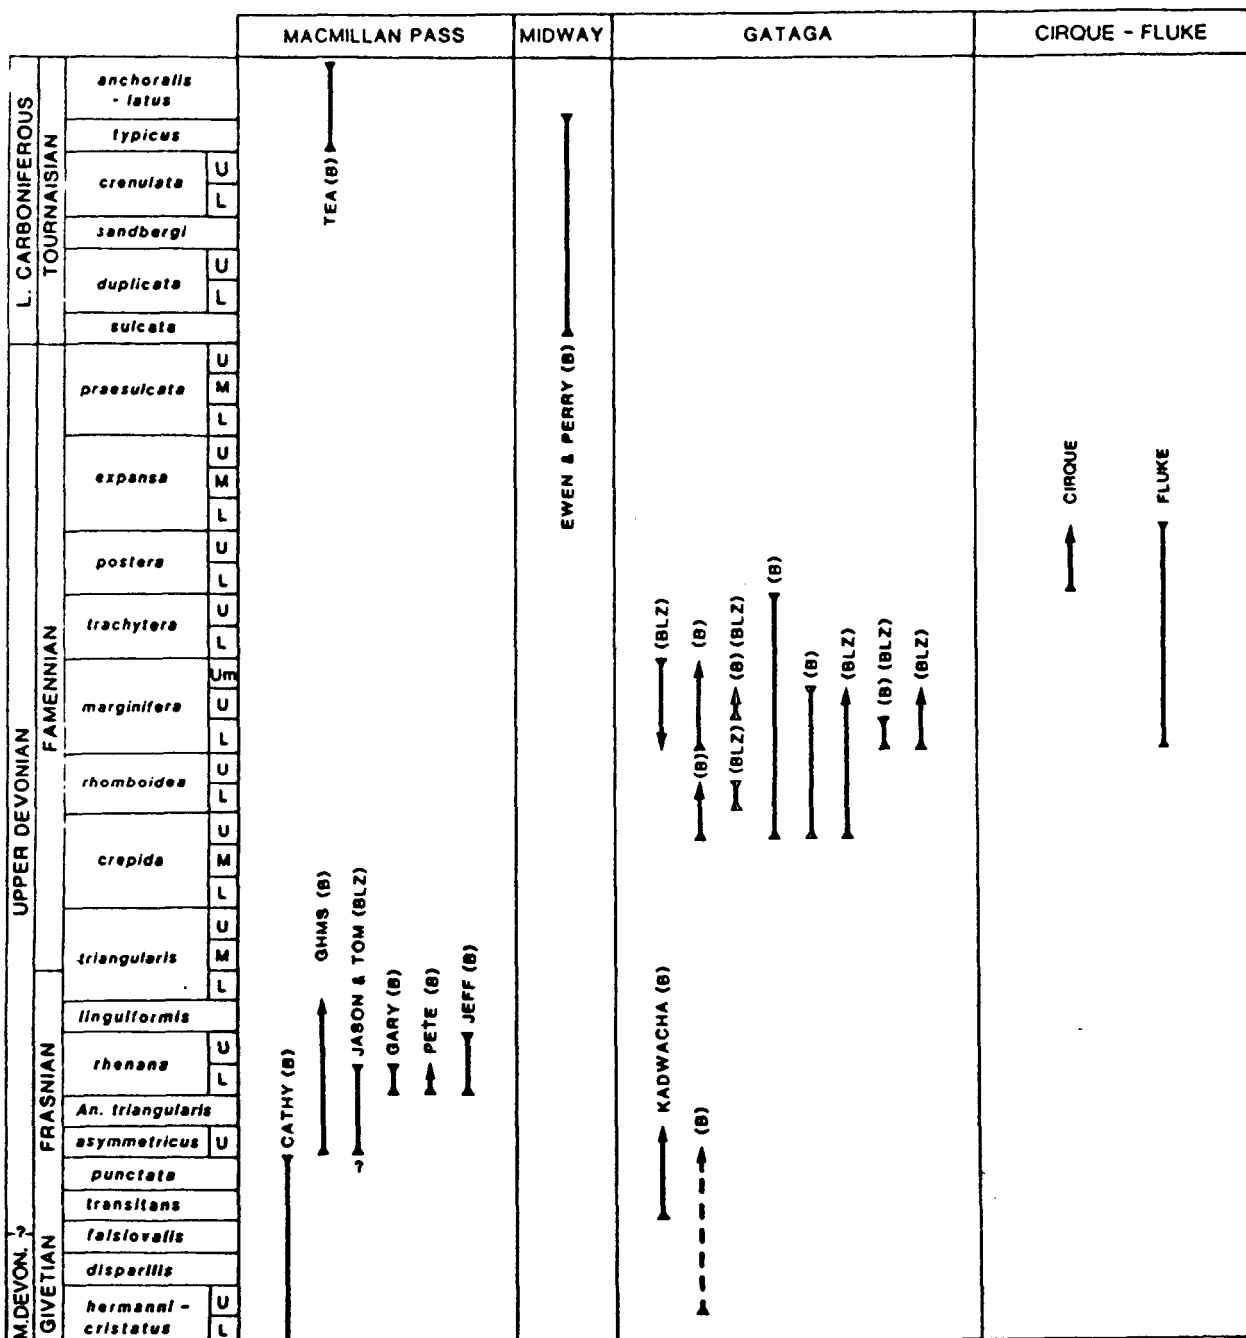 MACMILLAN PASS
MIDWAY
GATAGA
CIRQUE - FLUKE
L. CARBONIFEROUS
UPPER DEVONIAN
M.DEVON. ?
TOURNAISIAN
FAMENNIAN
FRASNIAN
GIVETIAN
anchoralis
- latus
typicus
crenulata
U
L
sandbergi
duplicata
U
L
sulcata
praesulcata
U
M
L
expansa
U
M
L
postera
U
L
trachytera
U
L
marginifera
Um
U
L
rhomboidea
U
L
crepida
U
M
L
triangularis
U
M
L
linguiformis
rhenana
U
L
An. triangularis
asymmetricus
U
punctata
transitans
falsiovalis
disparilis
hermanni -
cristatus
U
L
TEA (B)
CATHY (B)
GHMS (B)
JASON & TOM (BLZ)
?
GARY (B)
PETE (B)
JEFF (B)
EWEN & PERRY (B)
(BLZ)
(B)
(B)
(B) (BLZ)
(BLZ)
(B)
(B)
(BLZ)
(B) (BLZ)
(BLZ)
KADWACHA (B)
(B)
CIRQUE
FLUKE